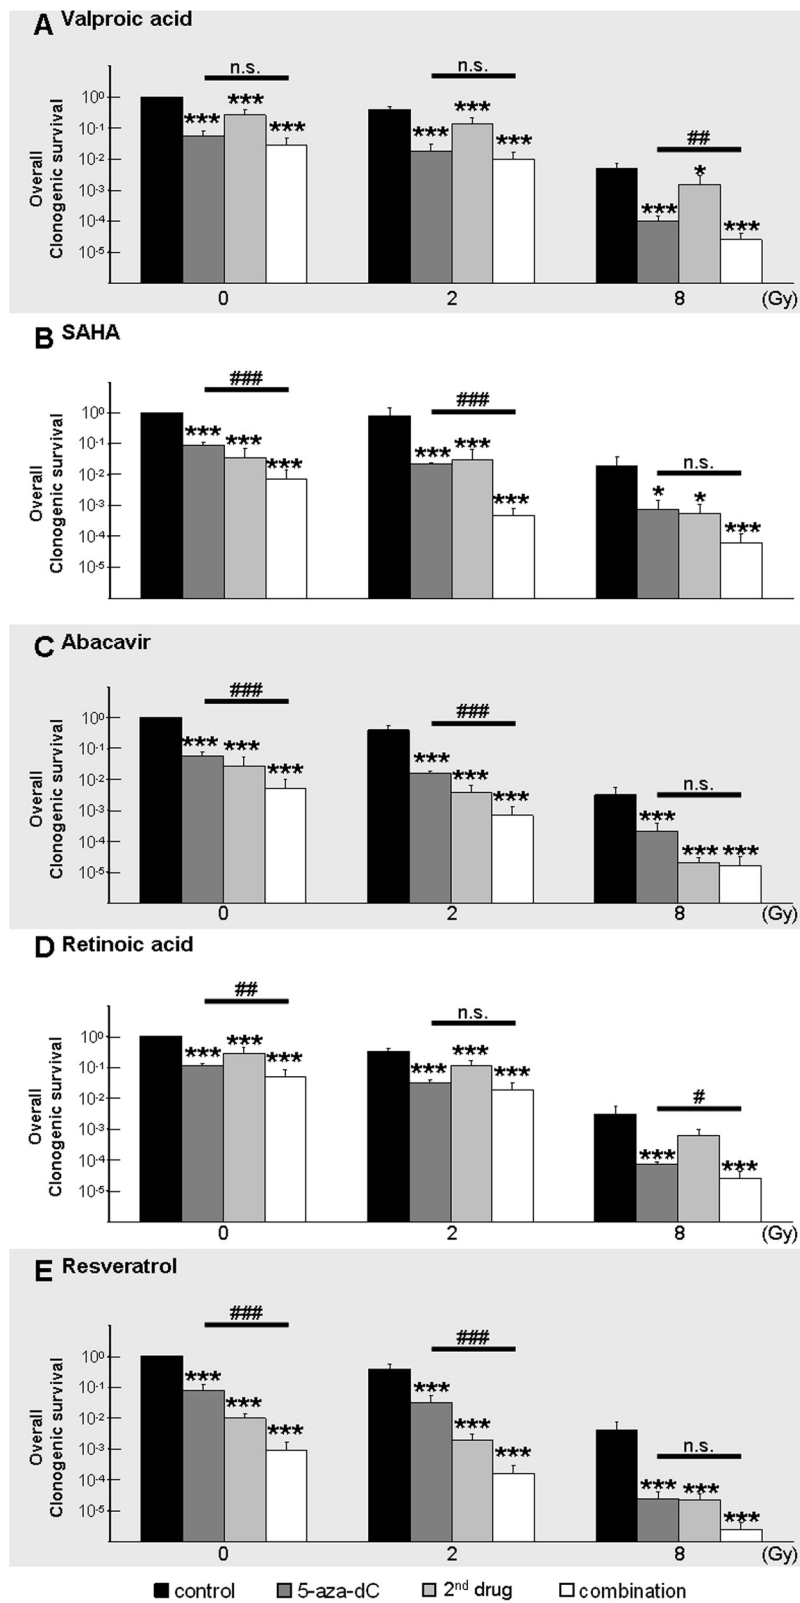 A Valproic acid
n.s.
n.s.
##
*** *** ***
*** *** ***
*** * ***
Overall
Clonogenic survival
10⁰
10⁻¹
10⁻²
10⁻³
10⁻⁴
10⁻⁵
0 2 8 (Gy)
B SAHA
###
###
n.s.
*** *** ***
*** *** ***
* * ***
Overall
Clonogenic survival
10⁰
10⁻¹
10⁻²
10⁻³
10⁻⁴
10⁻⁵
C Abacavir
###
###
n.s.
*** *** ***
*** *** ***
*** *** ***
Overall
Clonogenic survival
10⁰
10⁻¹
10⁻²
10⁻³
10⁻⁴
10⁻⁵
0 2 8 (Gy)
D Retinoic acid
##
n.s.
#
*** *** ***
*** *** ***
*** ***
Overall
Clonogenic survival
10⁰
10⁻¹
10⁻²
10⁻³
10⁻⁴
10⁻⁵
0 2 8 (Gy)
E Resveratrol
###
###
n.s.
*** *** ***
*** *** ***
*** *** ***
Overall
Clonogenic survival
10⁰
10⁻¹
10⁻²
10⁻³
10⁻⁴
10⁻⁵
0 2 8 (Gy)
control 5-aza-dC 2ⁿᵈ drug combination